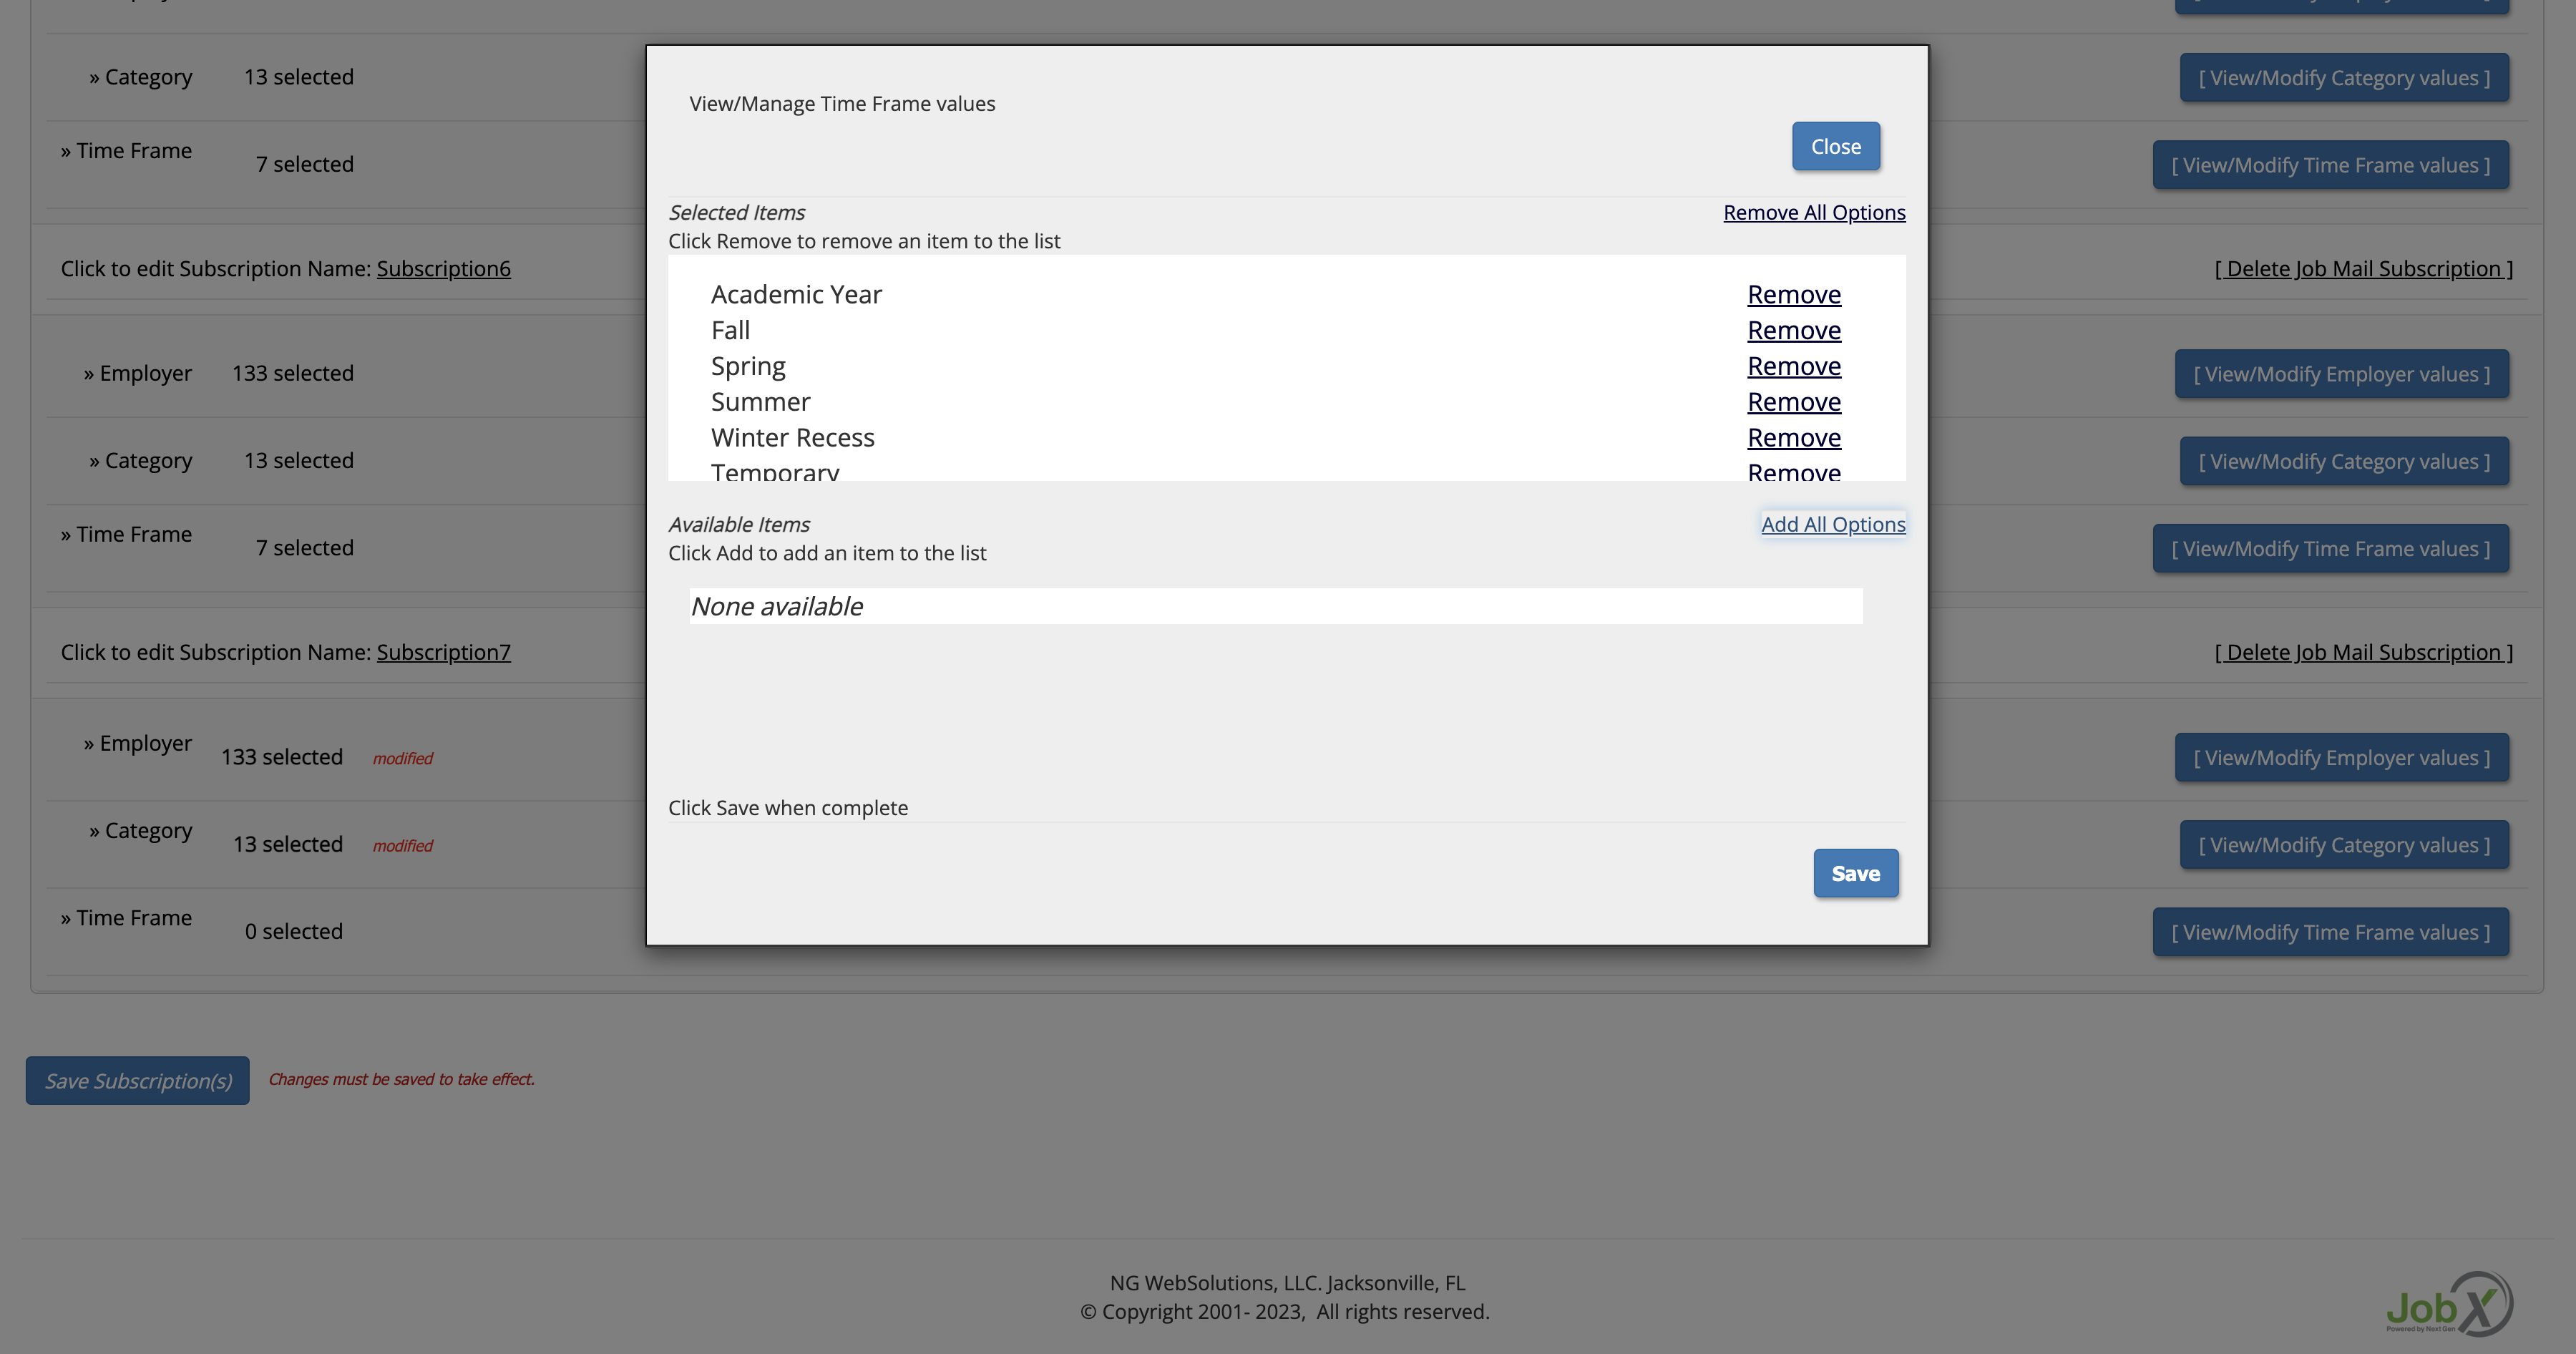 » Category 13 selected [ View/Modify Category values ]
» Time Frame 7 selected [ View/Modify Time Frame values ]
Click to edit Subscription Name: Subscription6 [ Delete Job Mail Subscription ]
» Employer 133 selected [ View/Modify Employer values ]
» Category 13 selected [ View/Modify Category values ]
» Time Frame 7 selected [ View/Modify Time Frame values ]
Click to edit Subscription Name: Subscription7 [ Delete Job Mail Subscription ]
» Employer 133 selected modified [ View/Modify Employer values ]
» Category 13 selected modified [ View/Modify Category values ]
» Time Frame 0 selected [ View/Modify Time Frame values ]
View/Manage Time Frame values
Close
Selected Items Remove All Options
Click Remove to remove an item to the list
Academic Year Remove
Fall Remove
Spring Remove
Summer Remove
Winter Recess Remove
Temporary Remove
Available Items Add All Options
Click Add to add an item to the list
None available
Click Save when complete
Save
Save Subscription(s) Changes must be saved to take effect.
NG WebSolutions, LLC. Jacksonville, FL
© Copyright 2001- 2023, All rights reserved.
JobX
Powered by Next Gen